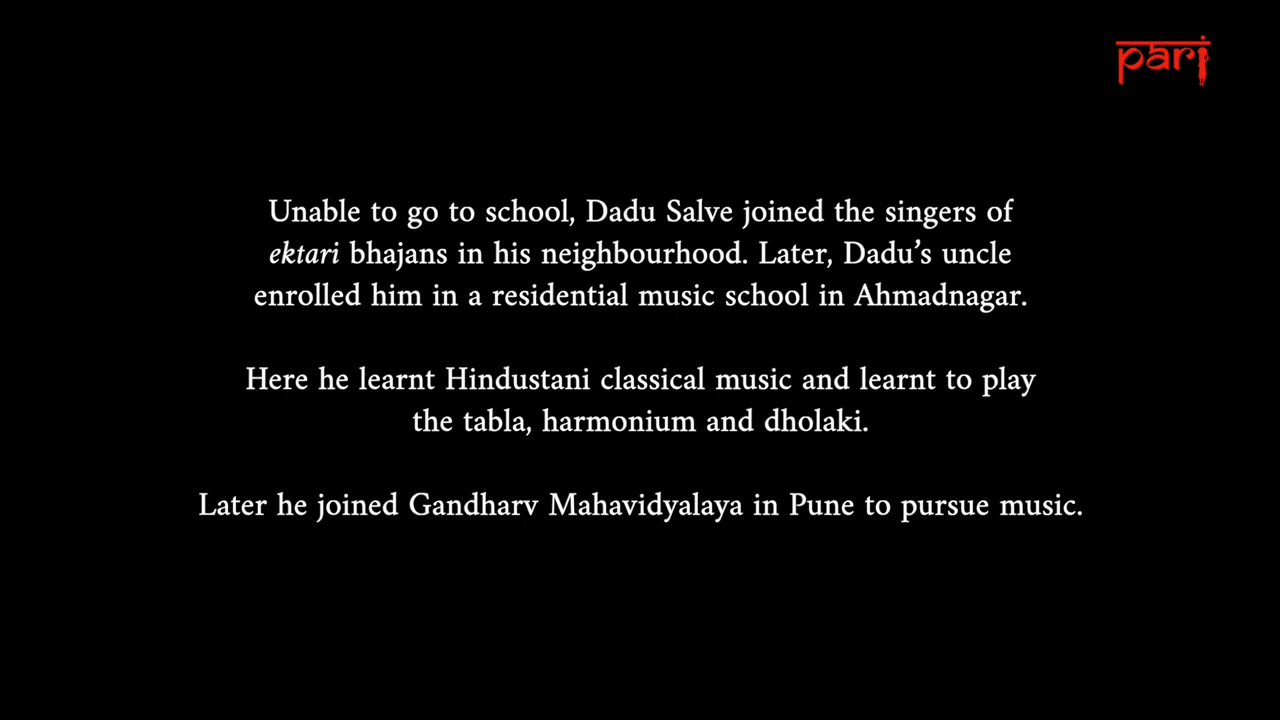 pari
Unable to go to school, Dadu Salve joined the singers of
ektari bhajans in his neighbourhood. Later, Dadu’s uncle
enrolled him in a residential music school in Ahmadnagar.
Here he learnt Hindustani classical music and learnt to play
the tabla, harmonium and dholaki.
Later he joined Gandharv Mahavidyalaya in Pune to pursue music.